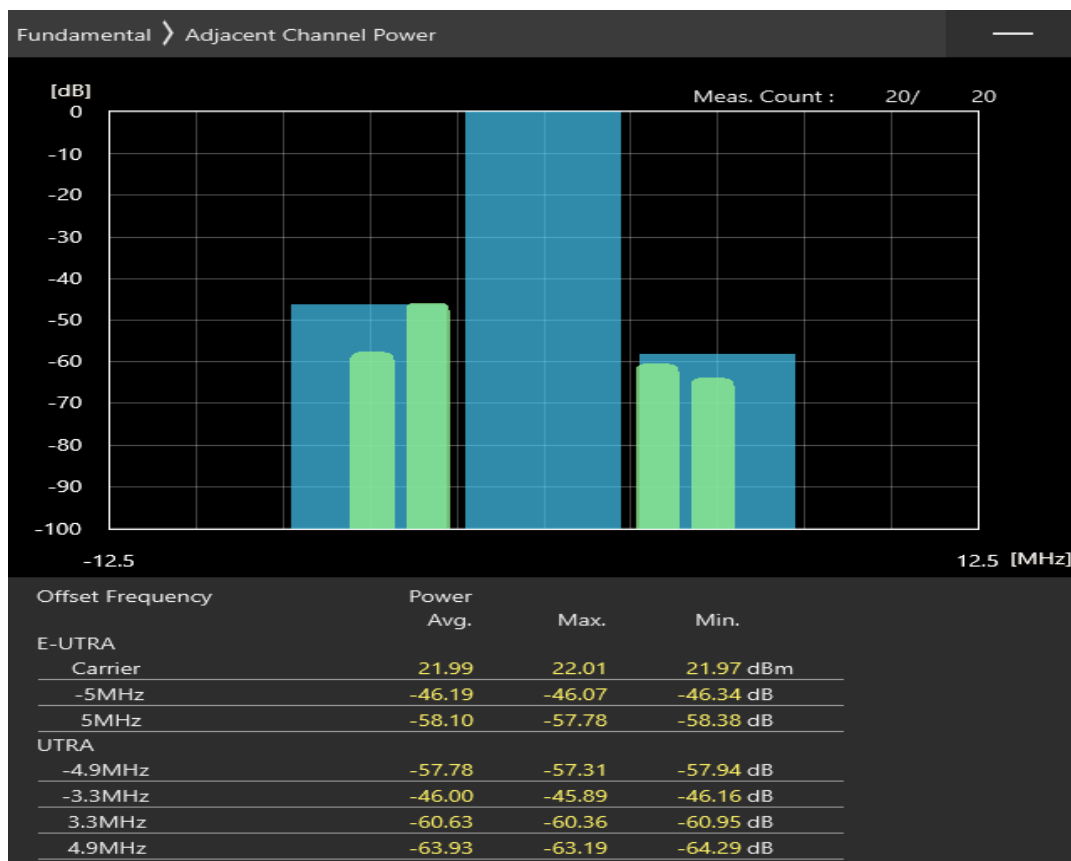 Fundamental ❯ Adjacent Channel Power
[dB]
Meas. Count : 20/ 20
0
-10
-20
-30
-40
-50
-60
-70
-80
-90
-100
-12.5 12.5 [MHz]
Offset Frequency Power
Avg. Max. Min.
E-UTRA
Carrier 21.99 22.01 21.97 dBm
-5MHz -46.19 -46.07 -46.34 dB
5MHz -58.10 -57.78 -58.38 dB
UTRA
-4.9MHz -57.78 -57.31 -57.94 dB
-3.3MHz -46.00 -45.89 -46.16 dB
3.3MHz -60.63 -60.36 -60.95 dB
4.9MHz -63.93 -63.19 -64.29 dB